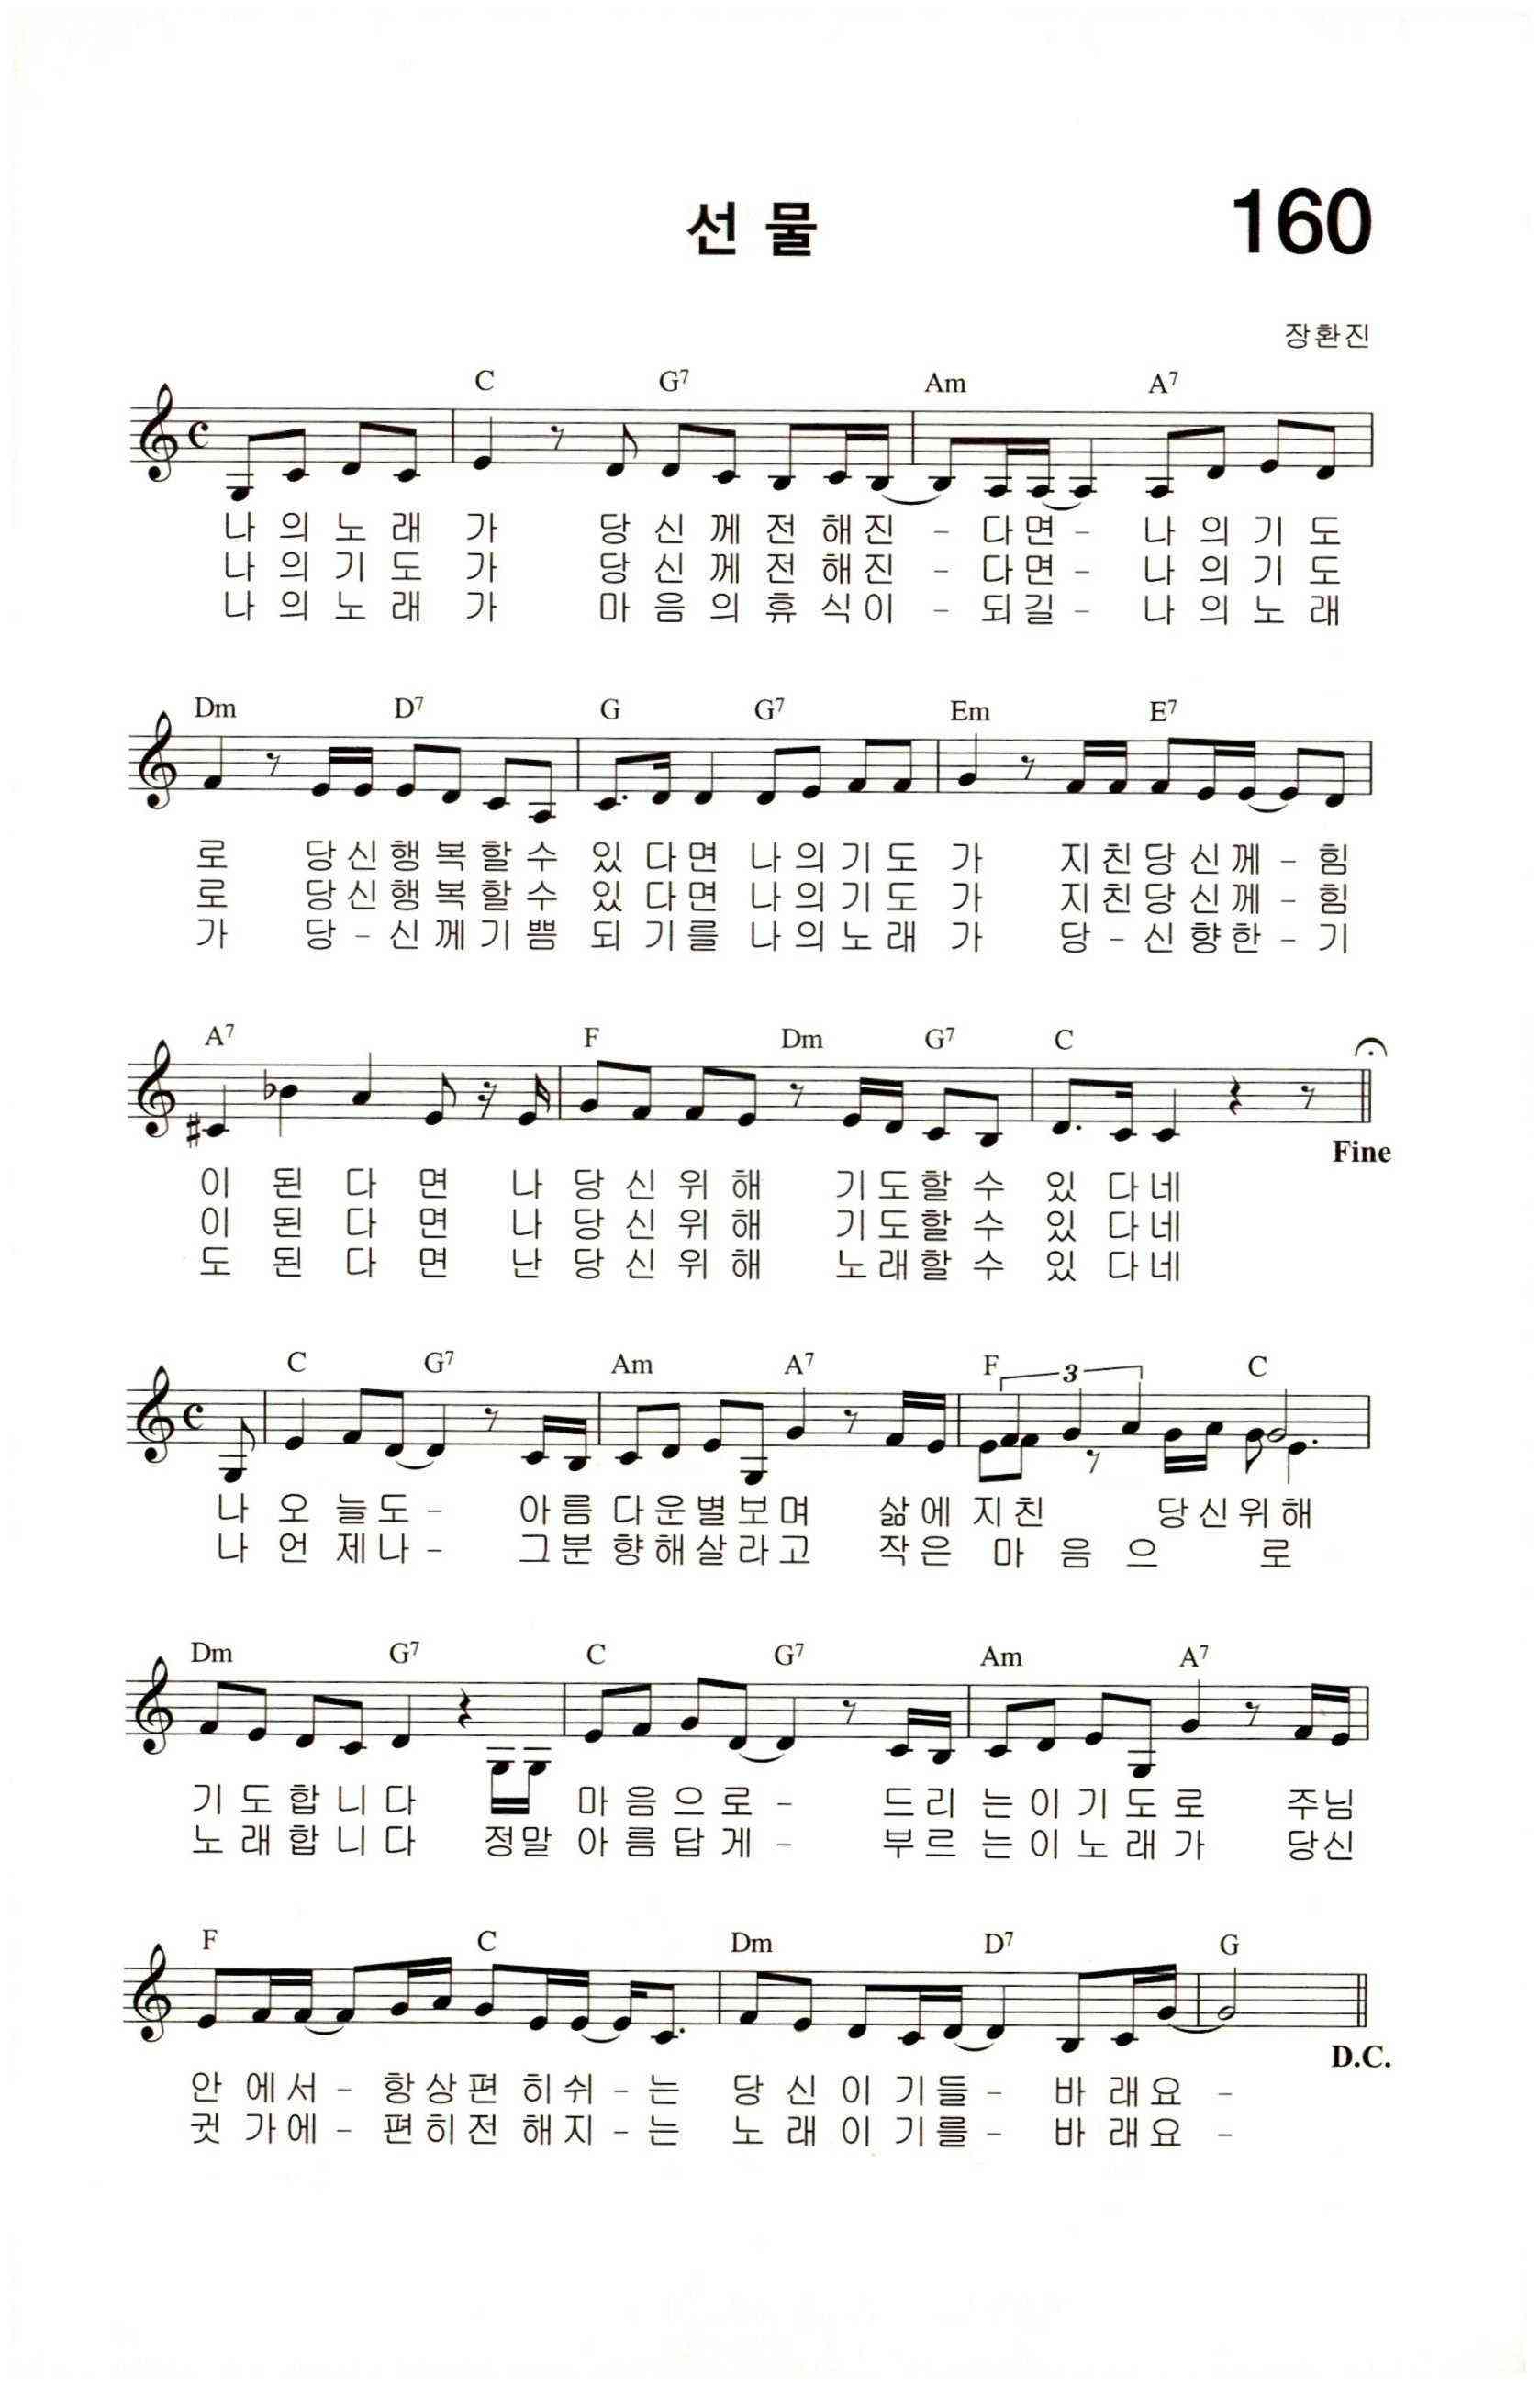 선 물
160
장환진
C G7 Am A7
나 의 노 래 가 당 신 께 전 해 진 - 다 면 - 나 의 기 도
나 의 기 도 가 당 신 께 전 해 진 - 다 면 - 나 의 기 도
나 의 노 래 가 마 음 의 휴 식 이 - 되 길 - 나 의 노 래
Dm D7 G G7 Em E7
로 당 신 행 복 할 수 있 다 면 나 의 기 도 가 지 친 당 신 께 - 힘
로 당 신 행 복 할 수 있 다 면 나 의 기 도 가 지 친 당 신 께 - 힘
가 당 - 신 께 기 쁨 되 기 를 나 의 노 래 가 당 - 신 향 한 - 기
A7 F Dm G7 C
Fine
이 된 다 면 나 당 신 위 해 기 도 할 수 있 다 네
이 된 다 면 나 당 신 위 해 기 도 할 수 있 다 네
도 된 다 면 난 당 신 위 해 노 래 할 수 있 다 네
C G7 Am A7 F 3 C
나 오 늘 도 - 아 름 다 운 별 보 며 삶 에 지 친 당 신 위 해
나 언 제 나 - 그 분 향 해 살 라 고 작 은 마 음 으 로
Dm G7 C G7 Am A7
기 도 합 니 다 마 음 으 로 - 드 리 는 이 기 도 로 주 님
노 래 합 니 다 정 말 아 름 답 게 - 부 르 는 이 노 래 가 당 신
F C Dm D7 G
D.C.
안 에 서 - 항 상 편 히 쉬 - 는 당 신 이 기 들 - 바 래 요 -
귓 가 에 - 편 히 전 해 지 - 는 노 래 이 기 를 - 바 래 요 -